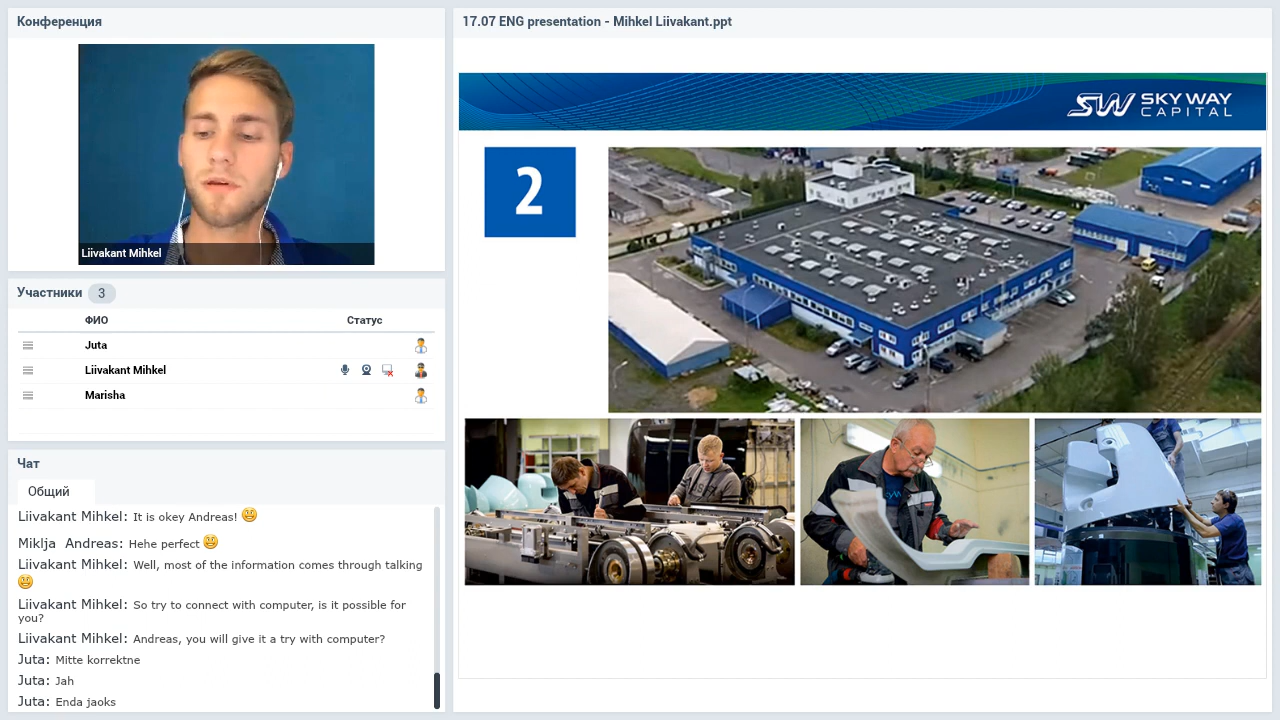 Конференция
Liivakant Mihkel
Участники 3
ФИО Статус
Juta
Liivakant Mihkel
Marisha
Чат
Общий
Liivakant Mihkel: It is okey Andreas!
Miklja Andreas: Hehe perfect
Liivakant Mihkel: Well, most of the information comes through talking
Liivakant Mihkel: So try to connect with computer, is it possible for
you?
Liivakant Mihkel: Andreas, you will give it a try with computer?
Juta: Mitte korrektne
Juta: Jah
Juta: Enda jaoks
17.07 ENG presentation - Mihkel Liivakant.ppt
SW SKY WAY
CAPITAL
2